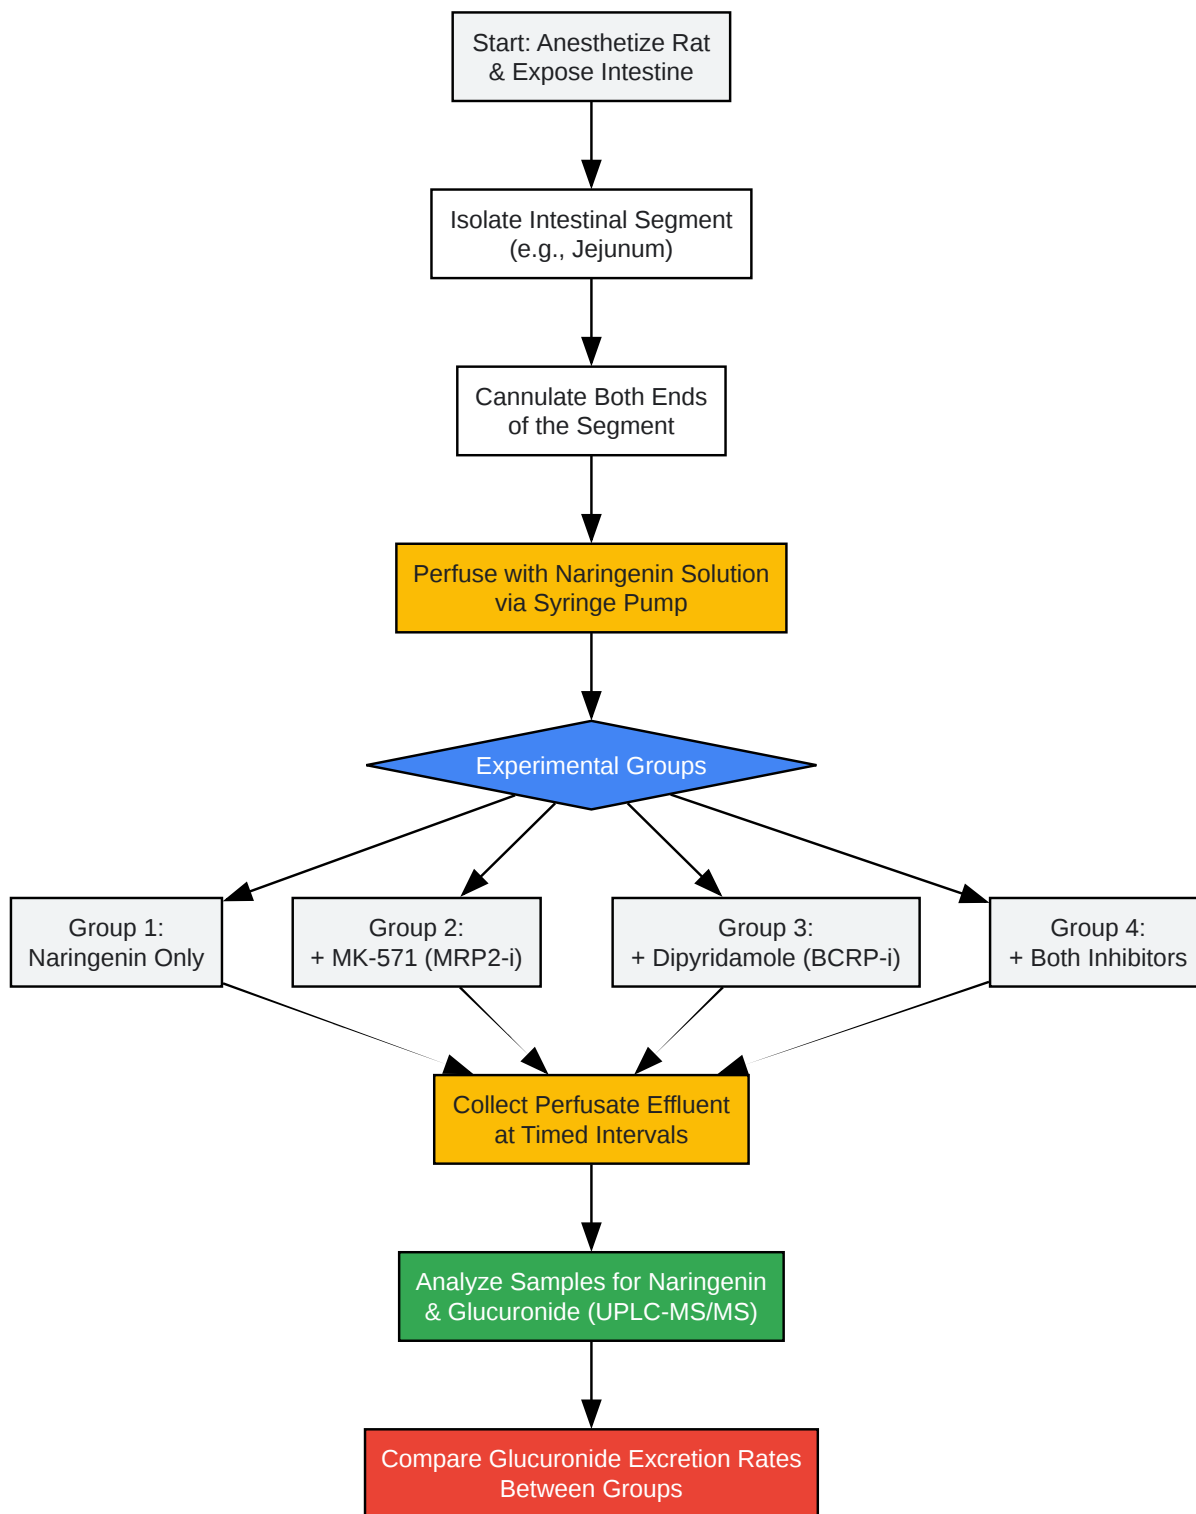 Start: Anesthetize Rat
& Expose Intestine
Isolate Intestinal Segment
(e.g., Jejunum)
Cannulate Both Ends
of the Segment
Perfuse with Naringenin Solution
via Syringe Pump
Experimental Groups
Group 1:
Naringenin Only
Group 2:
+ MK-571 (MRP2-i)
Group 3:
+ Dipyridamole (BCRP-i)
Group 4:
+ Both Inhibitors
Collect Perfusate Effluent
at Timed Intervals
Analyze Samples for Naringenin
& Glucuronide (UPLC-MS/MS)
Compare Glucuronide Excretion Rates
Between Groups